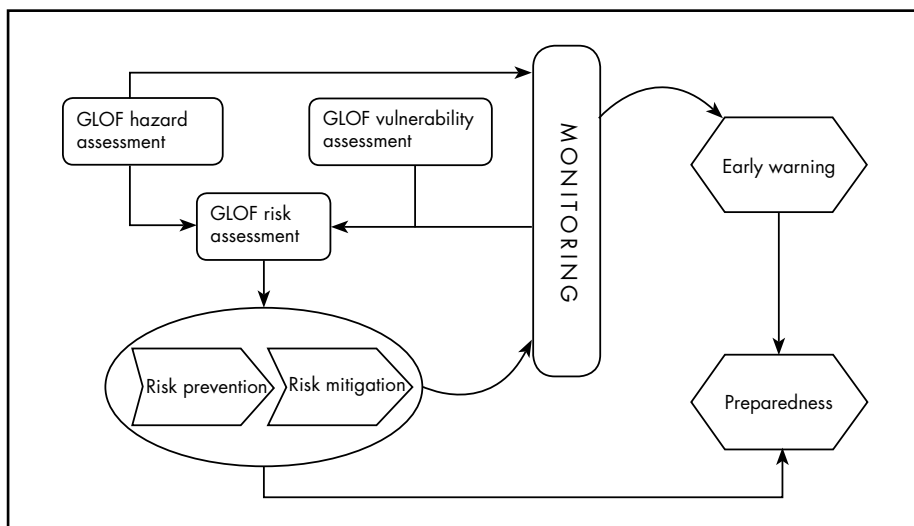 GLOF hazard
assessment
GLOF vulnerability
assessment
MONITORING
Early warning
GLOF risk
assessment
Risk prevention
Risk mitigation
Preparedness